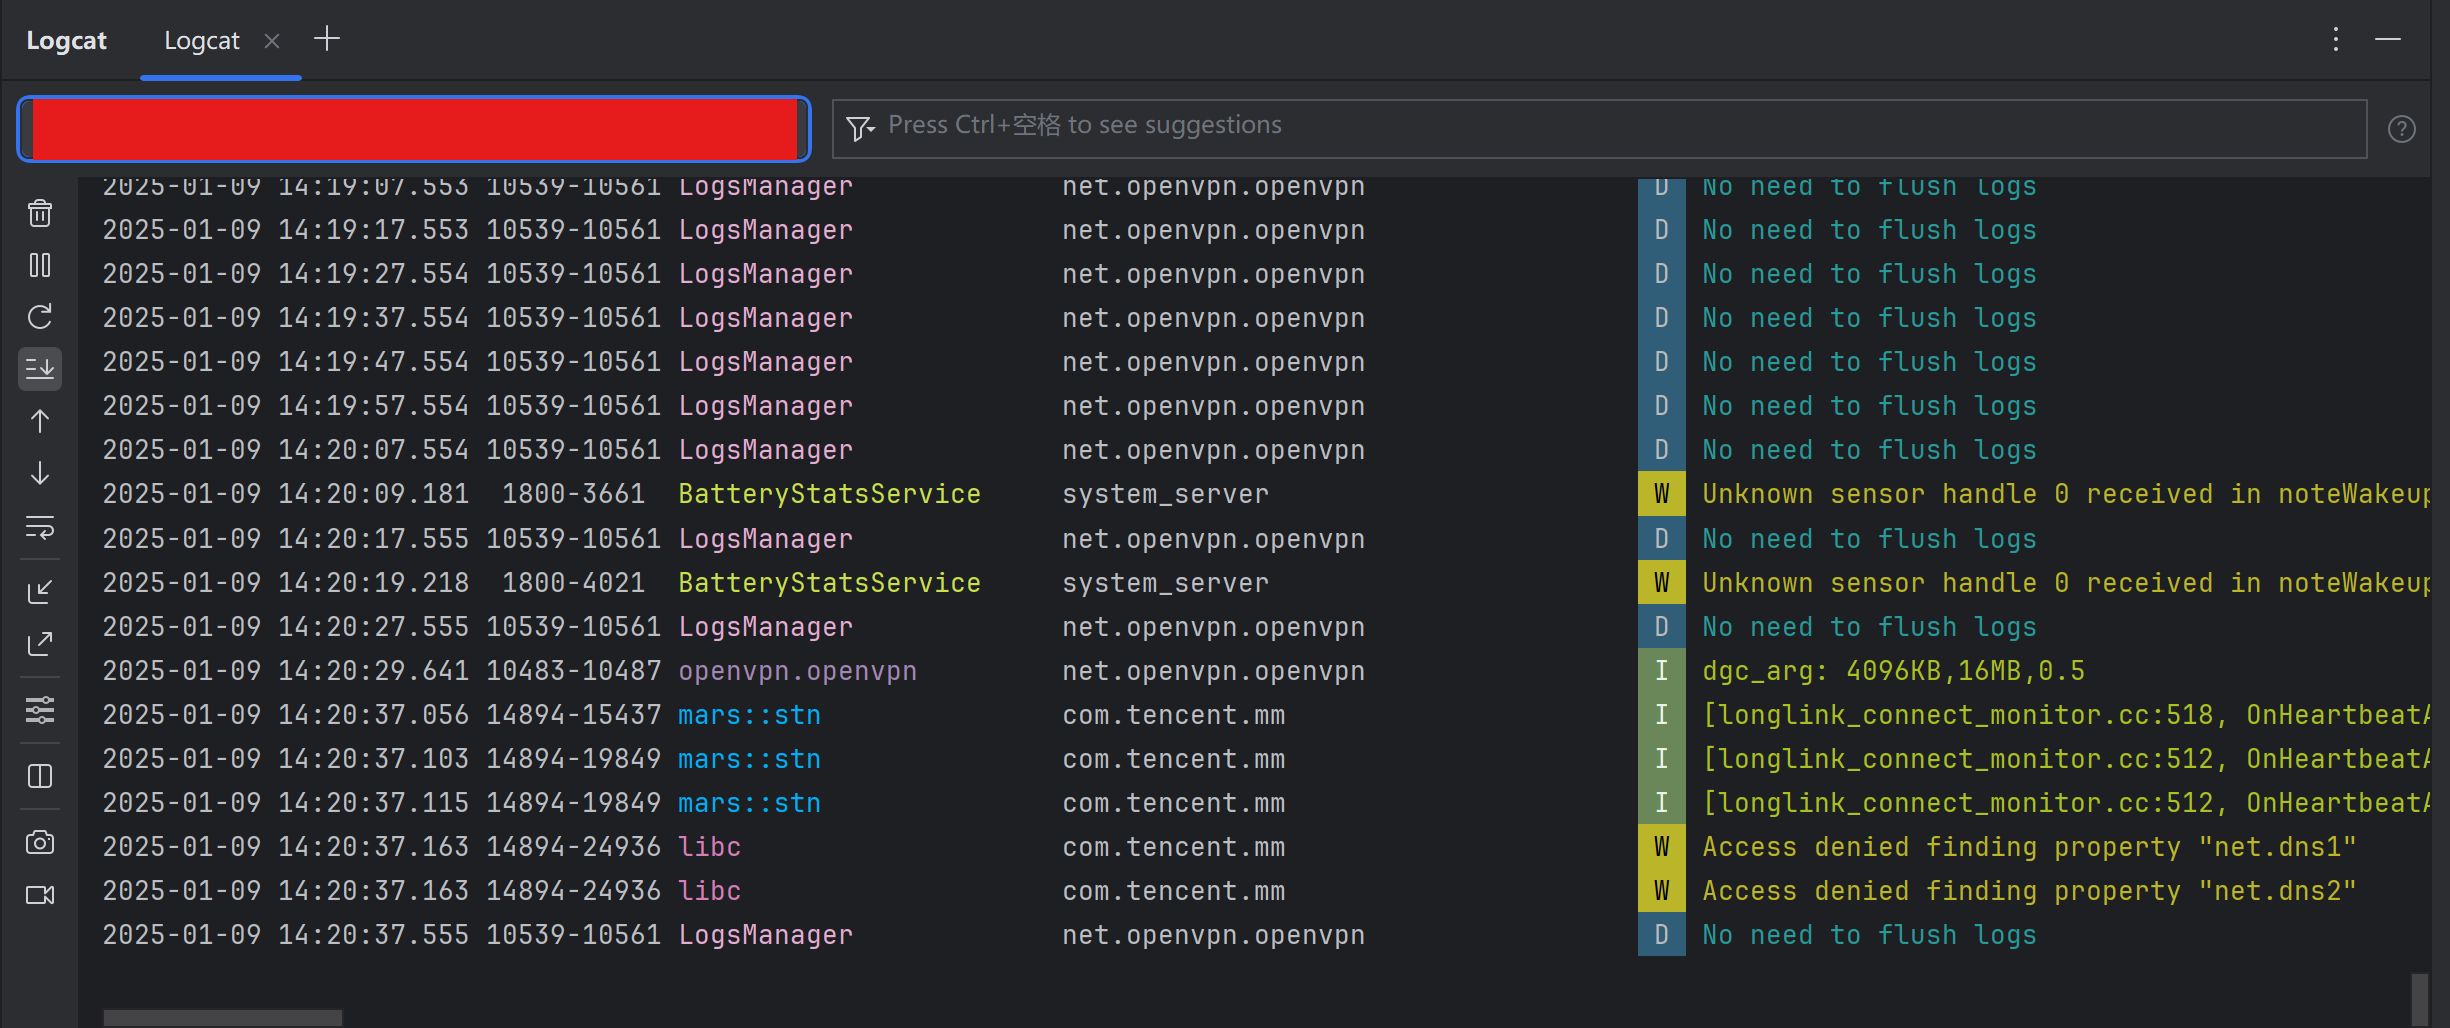 Logcat Logcat
Press Ctrl+空格 to see suggestions
2025-01-09 14:19:07.553 10539-10561 LogsManager net.openvpn.openvpn D No need to flush logs
2025-01-09 14:19:17.553 10539-10561 LogsManager net.openvpn.openvpn D No need to flush logs
2025-01-09 14:19:27.554 10539-10561 LogsManager net.openvpn.openvpn D No need to flush logs
2025-01-09 14:19:37.554 10539-10561 LogsManager net.openvpn.openvpn D No need to flush logs
2025-01-09 14:19:47.554 10539-10561 LogsManager net.openvpn.openvpn D No need to flush logs
2025-01-09 14:19:57.554 10539-10561 LogsManager net.openvpn.openvpn D No need to flush logs
2025-01-09 14:20:07.554 10539-10561 LogsManager net.openvpn.openvpn D No need to flush logs
2025-01-09 14:20:09.181 1800-3661 BatteryStatsService system_server W Unknown sensor handle 0 received in noteWakeup
2025-01-09 14:20:17.555 10539-10561 LogsManager net.openvpn.openvpn D No need to flush logs
2025-01-09 14:20:19.218 1800-4021 BatteryStatsService system_server W Unknown sensor handle 0 received in noteWakeup
2025-01-09 14:20:27.555 10539-10561 LogsManager net.openvpn.openvpn D No need to flush logs
2025-01-09 14:20:29.641 10483-10487 openvpn.openvpn net.openvpn.openvpn I dgc_arg: 4096KB,16MB,0.5
2025-01-09 14:20:37.056 14894-15437 mars::stn com.tencent.mm I [longlink_connect_monitor.cc:518, OnHeartbeatA
2025-01-09 14:20:37.103 14894-19849 mars::stn com.tencent.mm I [longlink_connect_monitor.cc:512, OnHeartbeatA
2025-01-09 14:20:37.115 14894-19849 mars::stn com.tencent.mm I [longlink_connect_monitor.cc:512, OnHeartbeatA
2025-01-09 14:20:37.163 14894-24936 libc com.tencent.mm W Access denied finding property "net.dns1"
2025-01-09 14:20:37.163 14894-24936 libc com.tencent.mm W Access denied finding property "net.dns2"
2025-01-09 14:20:37.555 10539-10561 LogsManager net.openvpn.openvpn D No need to flush logs